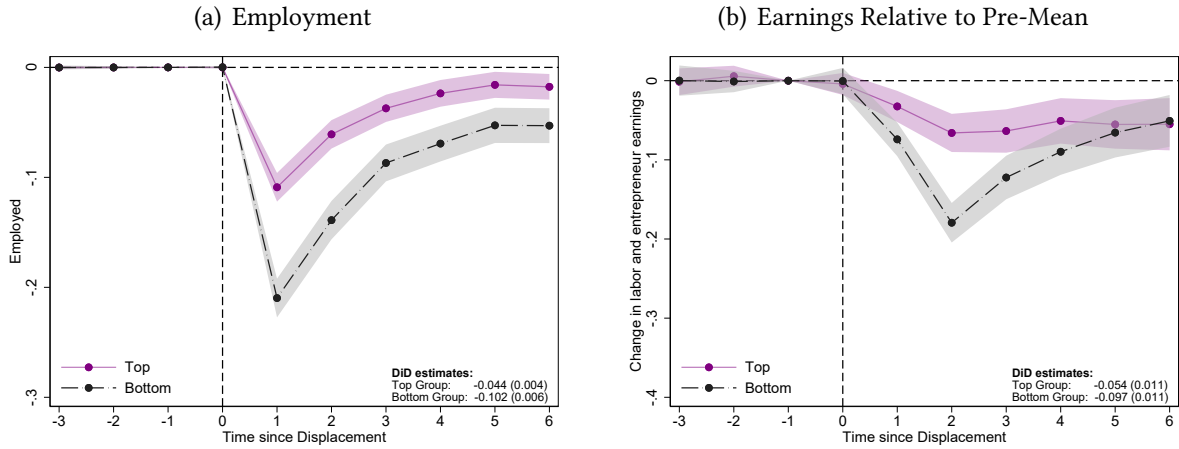 (a) Employment
Employed
0
-.1
-.2
-.3
Top
Bottom
DiD estimates:
Top Group: -0.044 (0.004)
Bottom Group: -0.102 (0.006)
-3 -2 -1 0 1 2 3 4 5 6
Time since Displacement
(b) Earnings Relative to Pre-Mean
Change in labor and entrepreneur earnings
0
-.1
-.2
-.3
-.4
Top
Bottom
DiD estimates:
Top Group: -0.054 (0.011)
Bottom Group: -0.097 (0.011)
-3 -2 -1 0 1 2 3 4 5 6
Time since Displacement